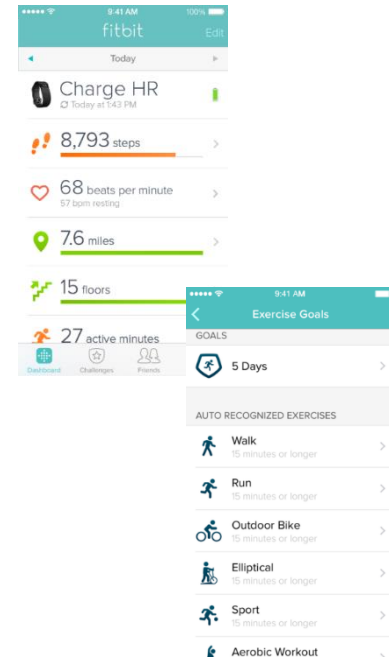 9:41 AM 100%
fitbit Edit
Today
Charge HR
Today at 1:43 PM
8,793 steps
68 beats per minute
57 bpm resting
7.6 miles
15 floors
27 active minutes
Dashboard Challenges Friends
9:41 AM
Exercise Goals
GOALS
5 Days
AUTO RECOGNIZED EXERCISES
Walk
15 minutes or longer
Run
15 minutes or longer
Outdoor Bike
15 minutes or longer
Elliptical
15 minutes or longer
Sport
15 minutes or longer
Aerobic Workout